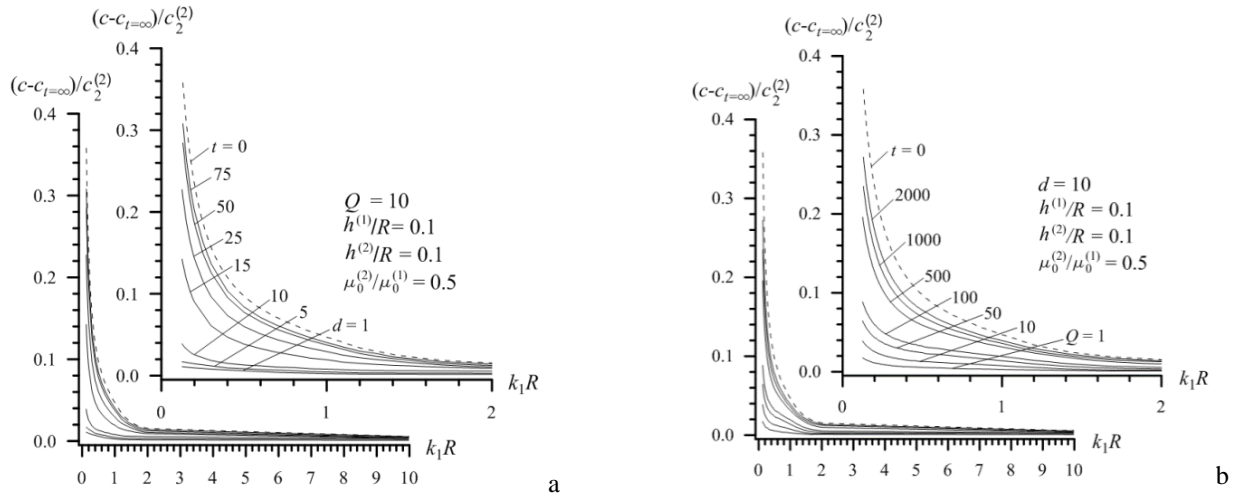 (c-c_{t=∞})/c_2^{(2)}
0.4
0.3
0.2
0.1
0.0
0 1 2
k₁R
t = 0
75
50
25
15
10
5
d = 1
Q = 10
h^{(1)}/R= 0.1
h^{(2)}/R = 0.1
μ_0^{(2)}/μ_0^{(1)} = 0.5
(c-c_{t=∞})/c_2^{(2)}
0.4
0.3
0.2
0.1
0.0
k₁R
0 1 2 3 4 5 6 7 8 9 10
a
(c-c_{t=∞})/c_2^{(2)}
0.4
0.3
0.2
0.1
0.0
0 1 2
k₁R
t = 0
2000
1000
500
100
50
10
Q = 1
d = 10
h^{(1)}/R = 0.1
h^{(2)}/R = 0.1
μ_0^{(2)}/μ_0^{(1)} = 0.5
(c-c_{t=∞})/c_2^{(2)}
0.4
0.3
0.2
0.1
0.0
k₁R
0 1 2 3 4 5 6 7 8 9 10
b